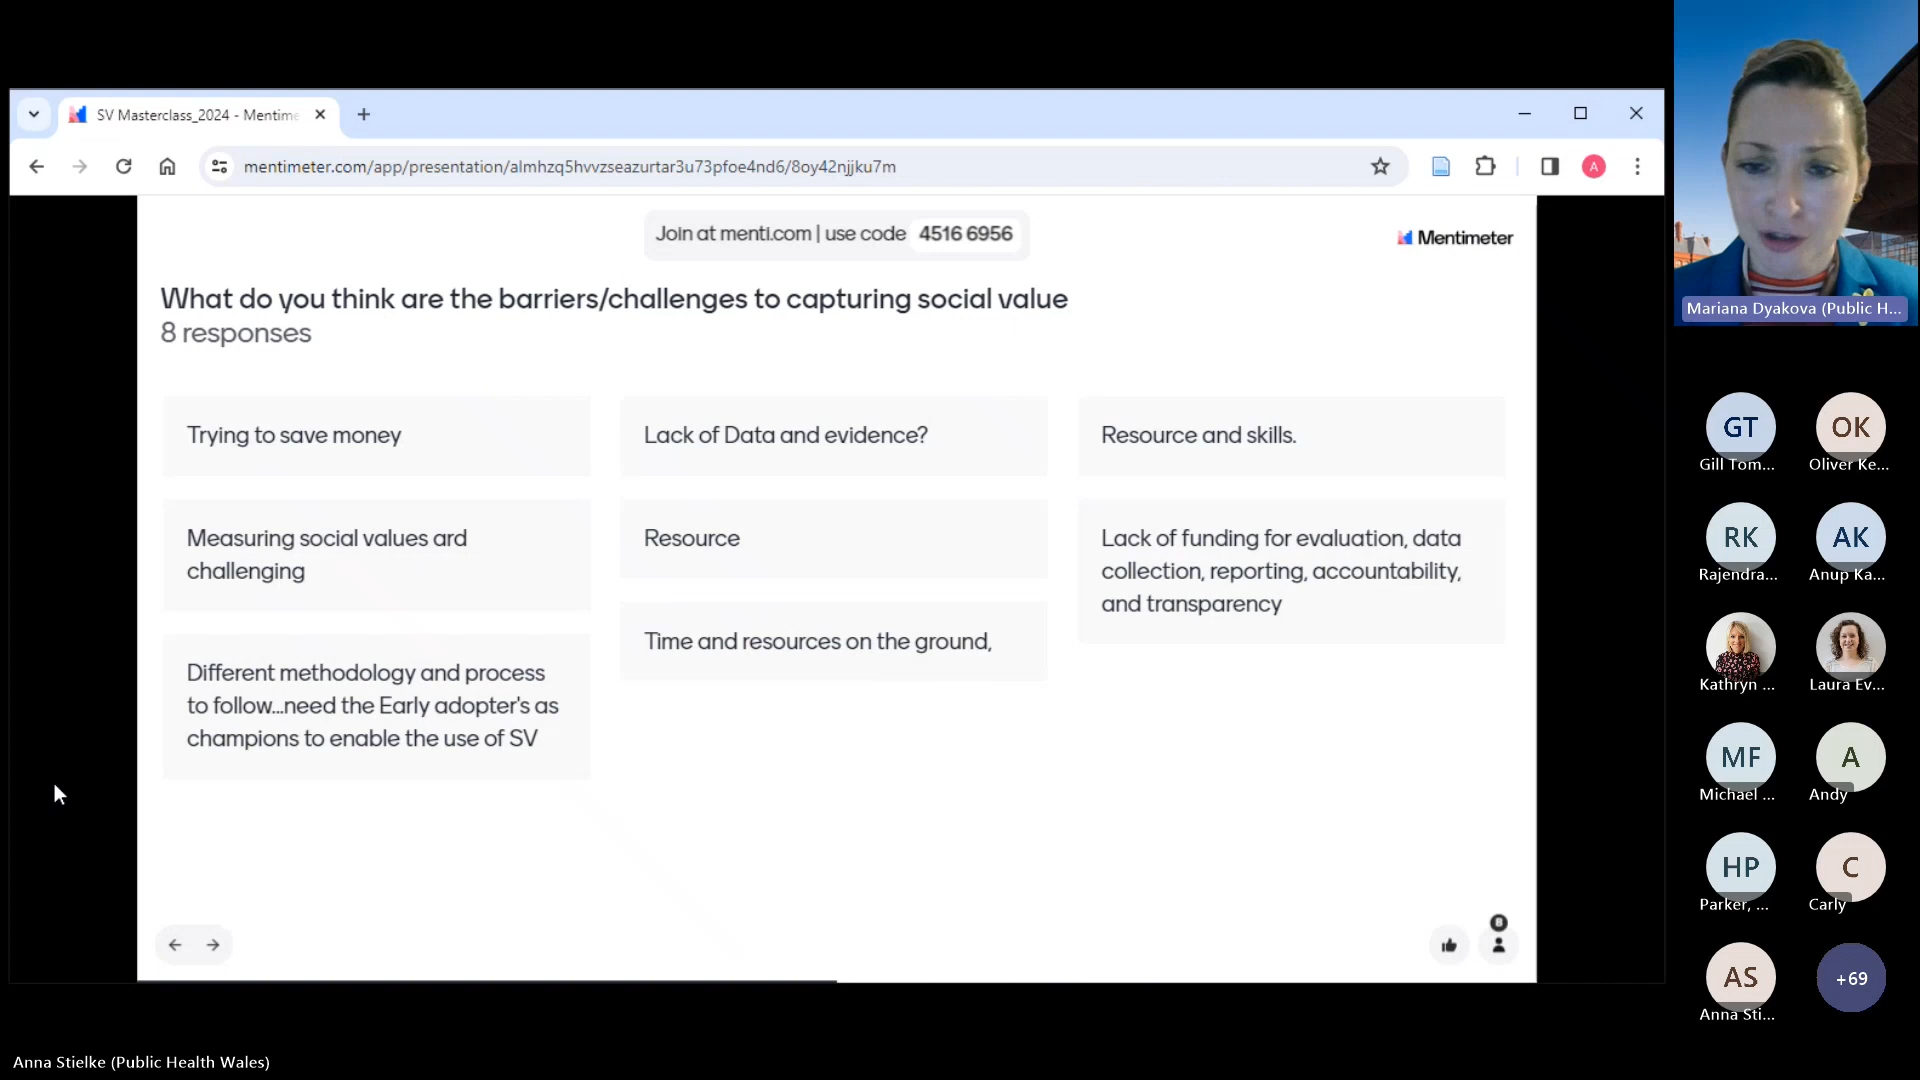 SV Masterclass_2024 - Mentime
mentimeter.com/app/presentation/almhzq5hvvzseazurtar3u73pfoe4nd6/8oy42njjku7m
A
Join at menti.com | use code 4516 6956
Mentimeter
What do you think are the barriers/challenges to capturing social value
8 responses
Trying to save money
Lack of Data and evidence?
Resource and skills.
Measuring social values ard
challenging
Resource
Lack of funding for evaluation, data
collection, reporting, accountability,
and transparency
Different methodology and process
to follow...need the Early adopter's as
champions to enable the use of SV
Time and resources on the ground,
8
Mariana Dyakova (Public H...
GT
Gill Tom...
OK
Oliver Ke...
RK
Rajendra...
AK
Anup Ka...
Kathryn ...
Laura Ev...
MF
Michael ...
A
Andy
HP
Parker, ...
C
Carly
AS
Anna Sti...
+69
Anna Stielke (Public Health Wales)